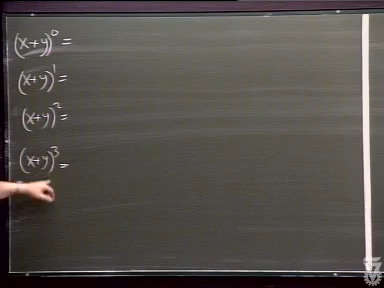 (x+y)⁰ =
(x+y)¹ =
(x+y)² =
(x+y)³ =